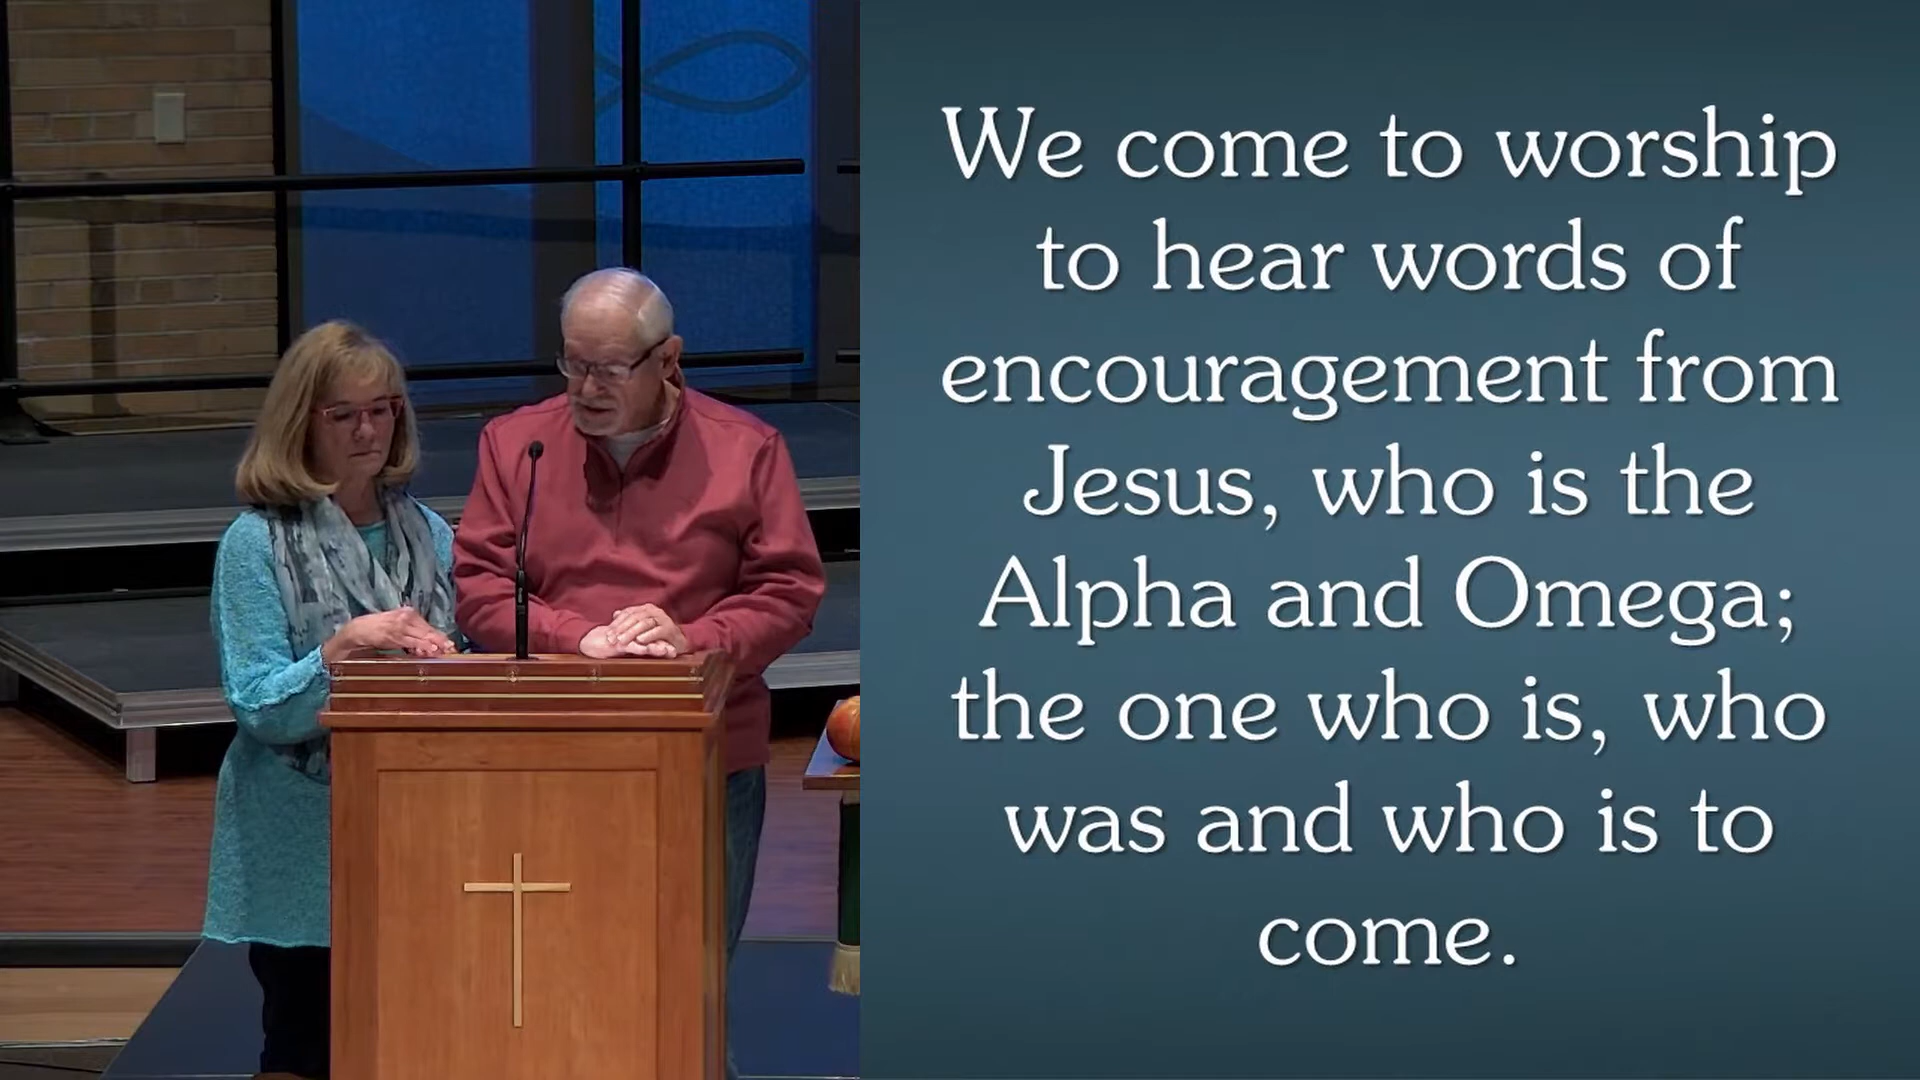 We come to worship
to hear words of
encouragement from
Jesus, who is the
Alpha and Omega;
the one who is, who
was and who is to
come.